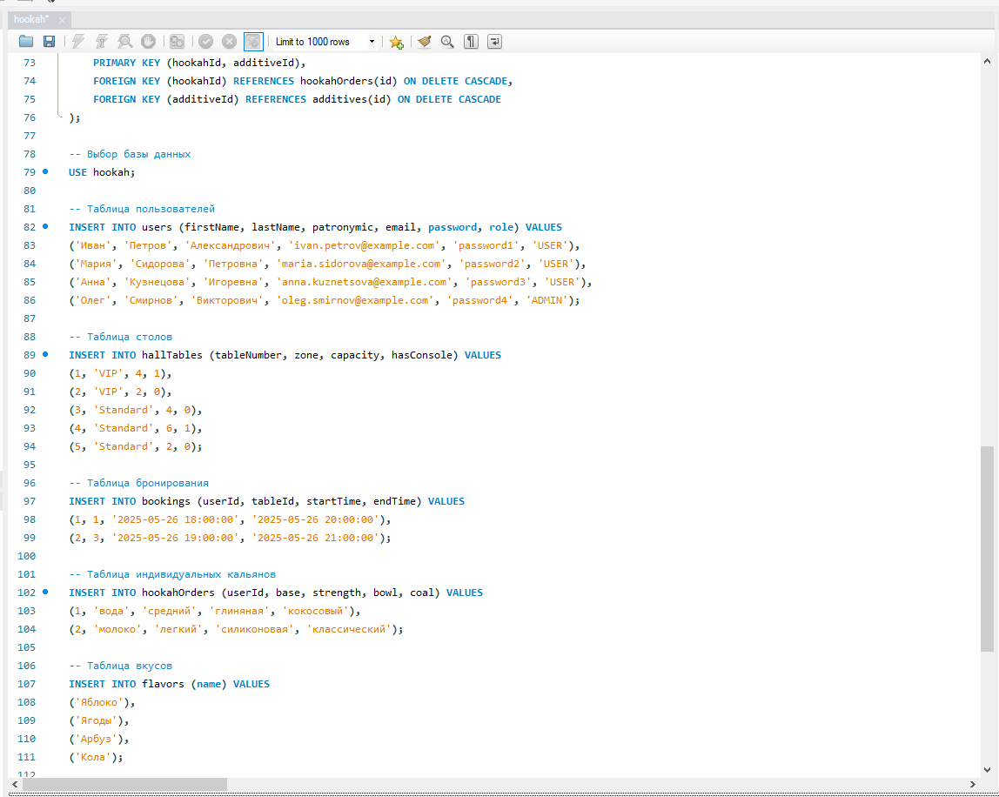 hookah*
Limit to 1000 rows
73 PRIMARY KEY (hookahId, additiveId),
74 FOREIGN KEY (hookahId) REFERENCES hookahOrders(id) ON DELETE CASCADE,
75 FOREIGN KEY (additiveId) REFERENCES additives(id) ON DELETE CASCADE
76 );
77
78 -- Выбор базы данных
79 USE hookah;
80
81 -- Таблица пользователей
82 INSERT INTO users (firstName, lastName, patronymic, email, password, role) VALUES
83 ('Иван', 'Петров', 'Александрович', 'ivan.petrov@example.com', 'password1', 'USER'),
84 ('Мария', 'Сидорова', 'Петровна', 'maria.sidorova@example.com', 'password2', 'USER'),
85 ('Анна', 'Кузнецова', 'Игоревна', 'anna.kuznetsova@example.com', 'password3', 'USER'),
86 ('Олег', 'Смирнов', 'Викторович', 'oleg.smirnov@example.com', 'password4', 'ADMIN');
87
88 -- Таблица столов
89 INSERT INTO hallTables (tableNumber, zone, capacity, hasConsole) VALUES
90 (1, 'VIP', 4, 1),
91 (2, 'VIP', 2, 0),
92 (3, 'Standard', 4, 0),
93 (4, 'Standard', 6, 1),
94 (5, 'Standard', 2, 0);
95
96 -- Таблица бронирования
97 INSERT INTO bookings (userId, tableId, startTime, endTime) VALUES
98 (1, 1, '2025-05-26 18:00:00', '2025-05-26 20:00:00'),
99 (2, 3, '2025-05-26 19:00:00', '2025-05-26 21:00:00');
100
101 -- Таблица индивидуальных кальянов
102 INSERT INTO hookahOrders (userId, base, strength, bowl, coal) VALUES
103 (1, 'вода', 'средний', 'глиняная', 'кокосовый'),
104 (2, 'молоко', 'легкий', 'силиконовая', 'классический');
105
106 -- Таблица вкусов
107 INSERT INTO flavors (name) VALUES
108 ('Яблоко'),
109 ('Ягоды'),
110 ('Арбуз'),
111 ('Кола');
112